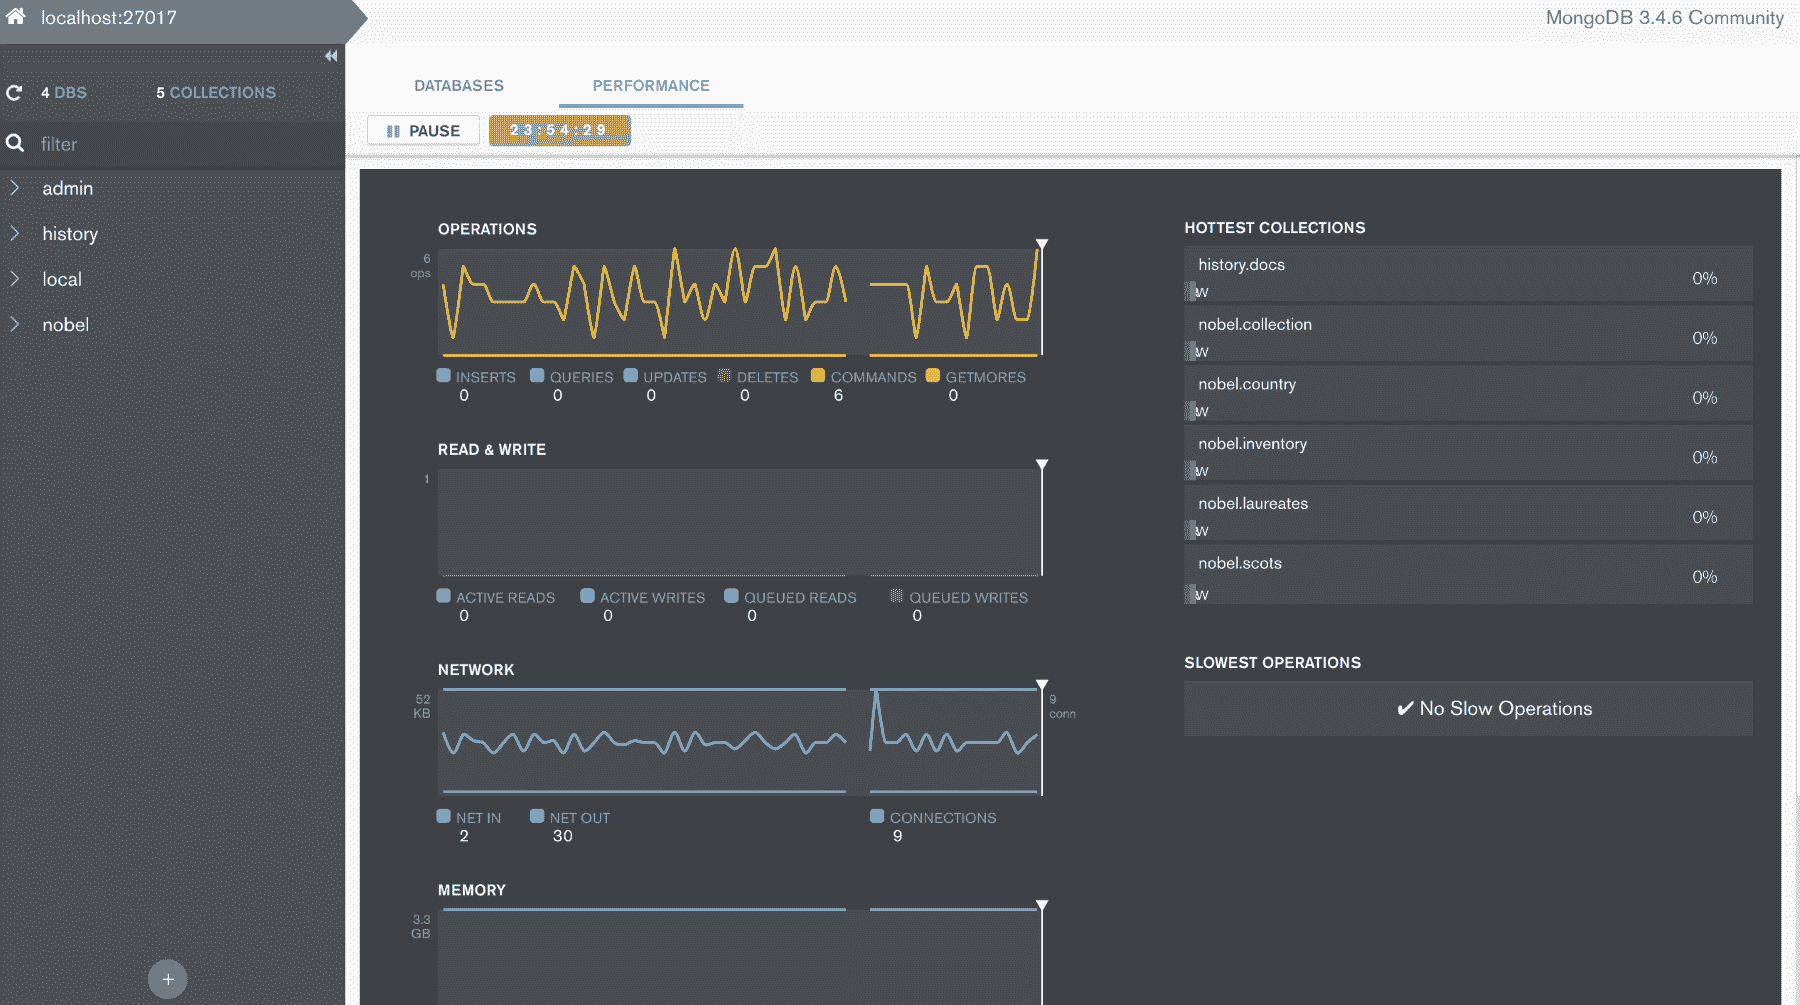 localhost:27017
MongoDB 3.4.6 Community
4 DBS 5 COLLECTIONS
filter
admin
history
local
nobel
DATABASES PERFORMANCE
PAUSE 23:54:29
OPERATIONS
6
ops
INSERTS QUERIES UPDATES DELETES COMMANDS GETMORES
0 0 0 0 6 0
READ & WRITE
1
ACTIVE READS ACTIVE WRITES QUEUED READS QUEUED WRITES
0 0 0 0
NETWORK
52
KB
9
conn
NET IN NET OUT CONNECTIONS
2 30 9
MEMORY
3.3
GB
HOTTEST COLLECTIONS
history.docs
0%
W
nobel.collection
0%
W
nobel.country
0%
W
nobel.inventory
0%
W
nobel.laureates
0%
W
nobel.scots
0%
W
SLOWEST OPERATIONS
✔ No Slow Operations